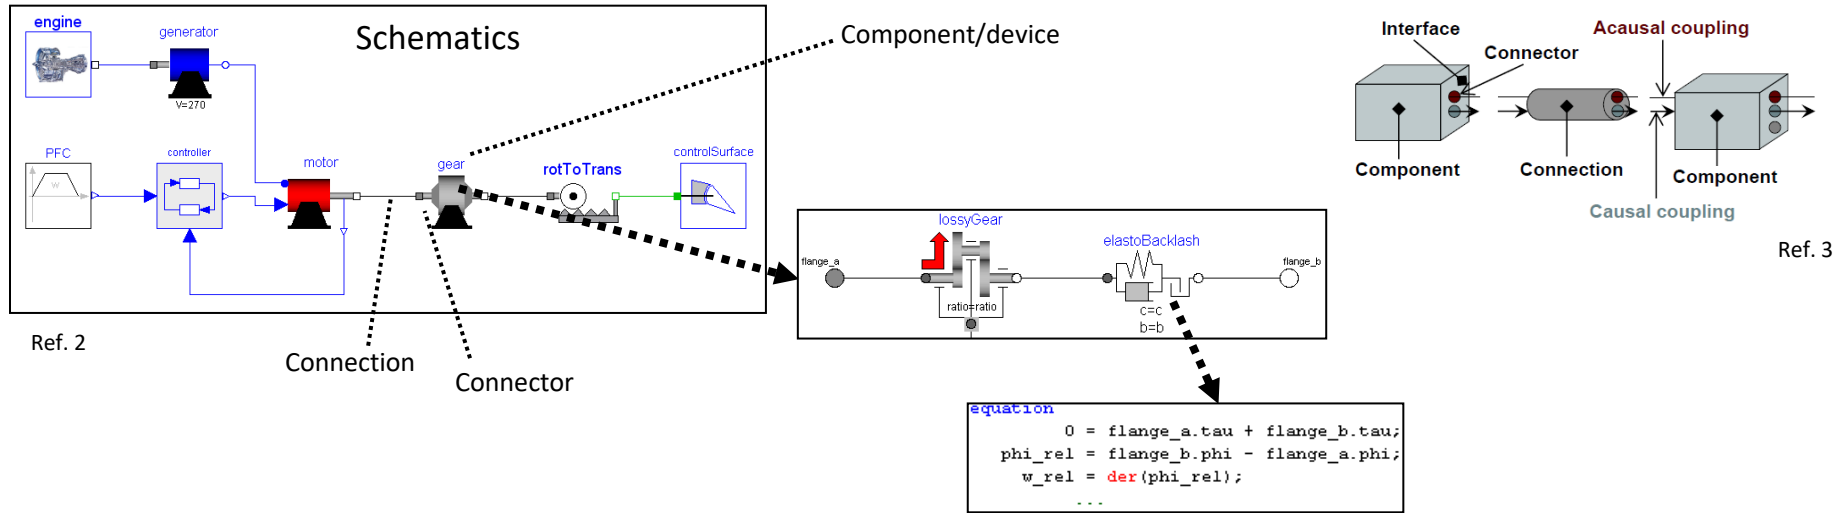 Schematics
engine
generator
V=270
PFC
w
controller
motor
gear
rotToTrans
controlSurface
Ref. 2
Connection
Connector
Component/device
lossyGear
elastoBacklash
flange_a
flange_b
ratio=ratio
c=c
b=b
equation
0 = flange_a.tau + flange_b.tau;
phi_rel = flange_b.phi - flange_a.phi;
w_rel = der(phi_rel);
...
Interface
Connector
Acausal coupling
Component
Connection
Component
Causal coupling
Ref. 3